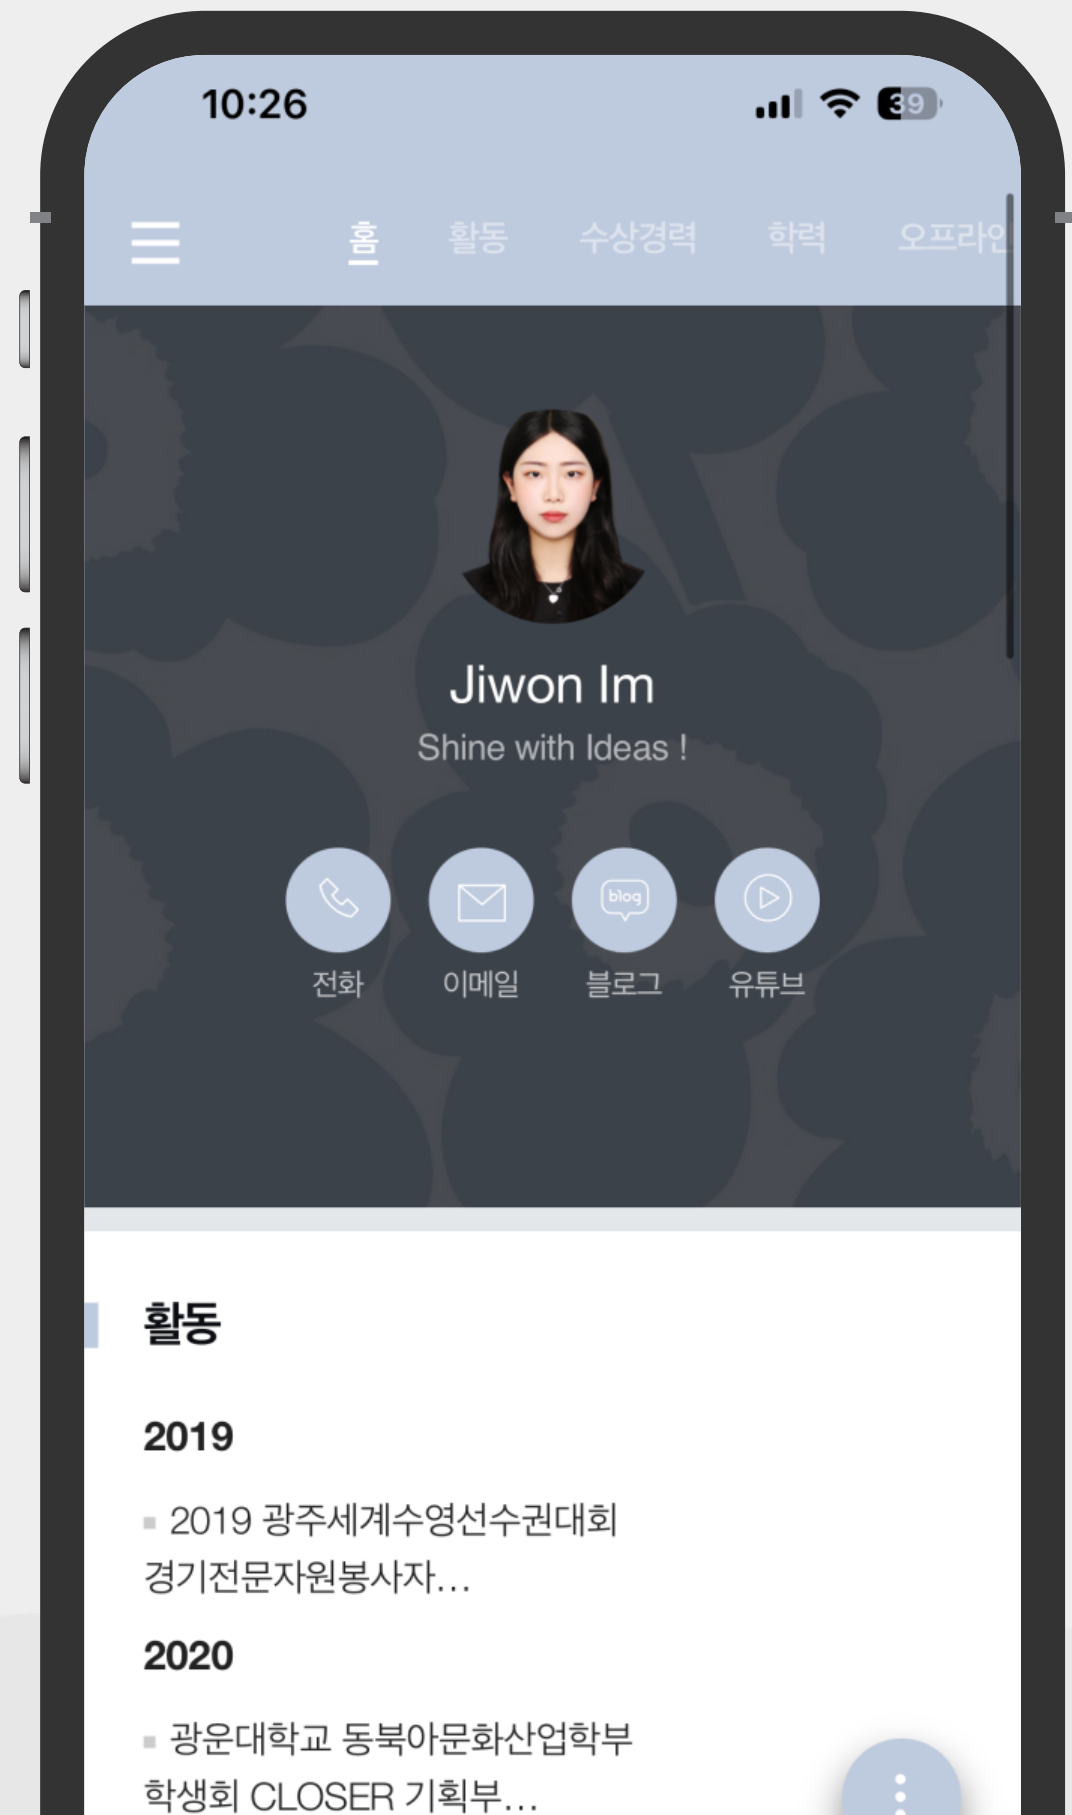 10:26
39
홈 활동 수상경력 학력 오프라인
Jiwon Im
Shine with Ideas !
blog
전화 이메일 블로그 유튜브
활동
2019
2019 광주세계수영선수권대회
경기전문자원봉사자...
2020
광운대학교 동북아문화산업학부
학생회 CLOSER 기획부...